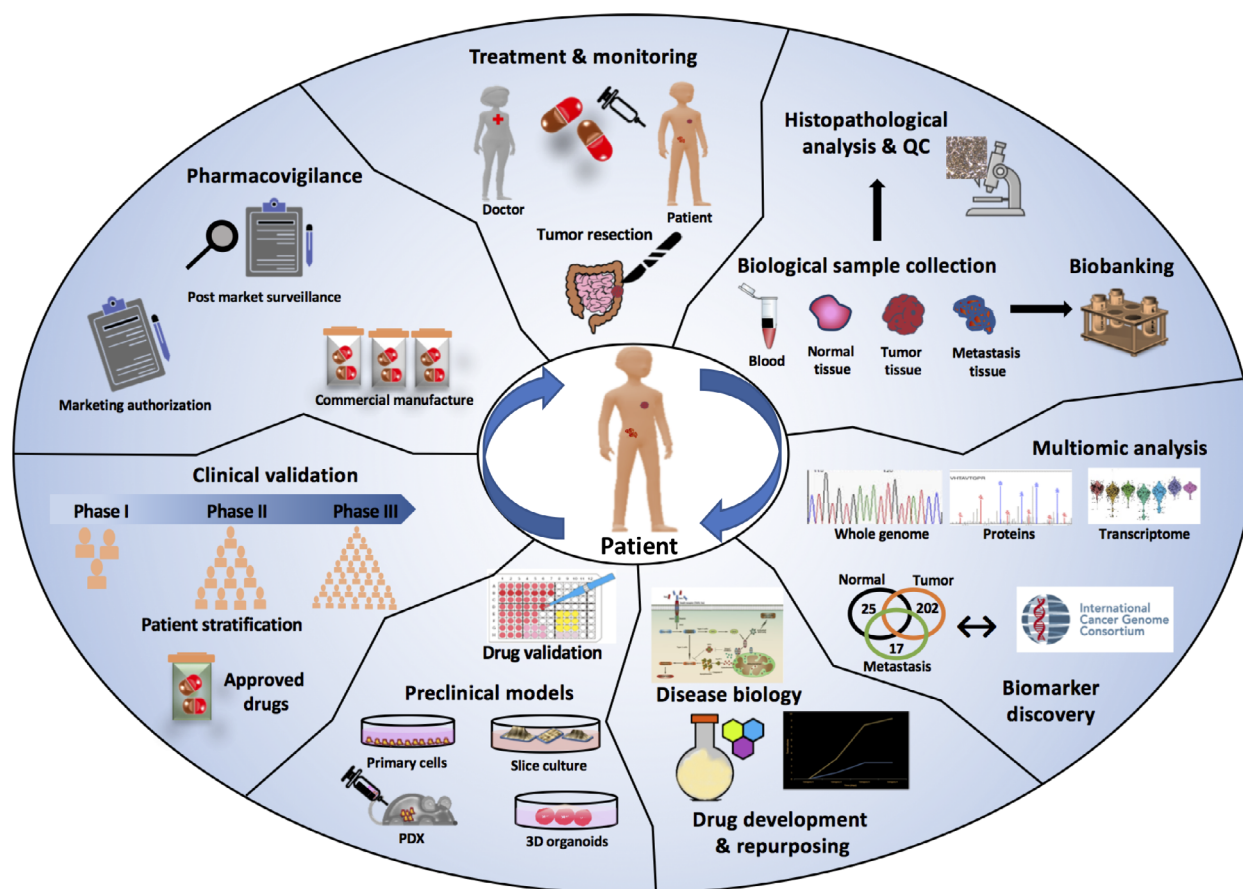 Treatment & monitoring
Doctor
Patient
Tumor resection
Histopathological
analysis & QC
Biological sample collection
Biobanking
Blood
Normal
tissue
Tumor
tissue
Metastasis
tissue
Multiomic analysis
Whole genome
Proteins
Transcriptome
Normal
Tumor
25
202
17
Metastasis
International
Cancer Genome
Consortium
Biomarker
discovery
Disease biology
Drug development
& repurposing
Drug validation
Preclinical models
Primary cells
Slice culture
PDX
3D organoids
Clinical validation
Phase I
Phase II
Phase III
Patient stratification
Approved
drugs
Pharmacovigilance
Post market surveillance
Marketing authorization
Commercial manufacture
Patient